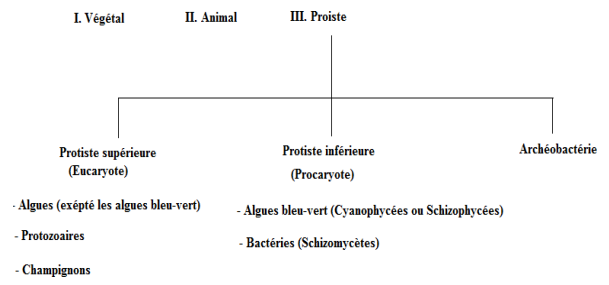 I. Végétal II. Animal III. Proiste
Protiste supérieure
(Eucaryote)
- Algues (exépté les algues bleu-vert)
- Protozoaires
- Champignons
Protiste inférieure
(Procaryote)
- Algues bleu-vert (Cyanophycées ou Schizophycées)
- Bactéries (Schizomycètes)
Archéobactérie